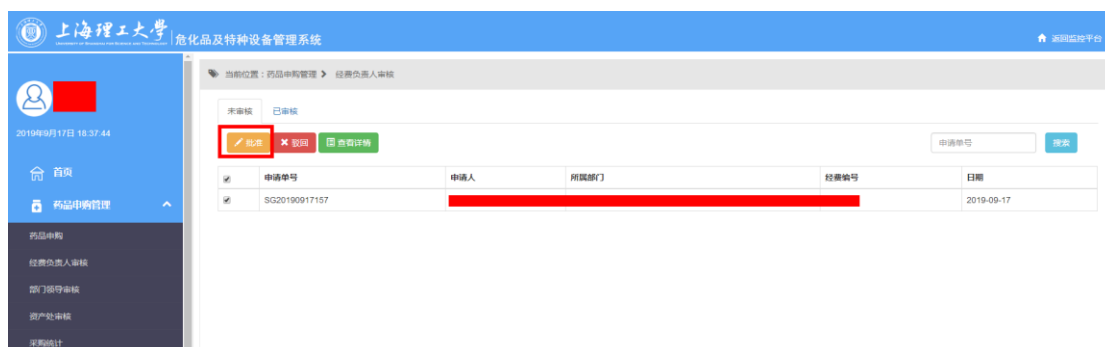 上海理工大学 危化品及特种设备管理系统
返回监控平台
当前位置：药品申购管理 > 经费负责人审核
2019年9月17日 18:37:44
未审核 已审核
批准 驳回 查看详情 申请单号 搜索
首页
药品申购管理
申请单号 申请人 所属部门 经费编号 日期
SG20190917157 2019-09-17
药品申购
经费负责人审核
部门领导审核
资产处审核
采购统计